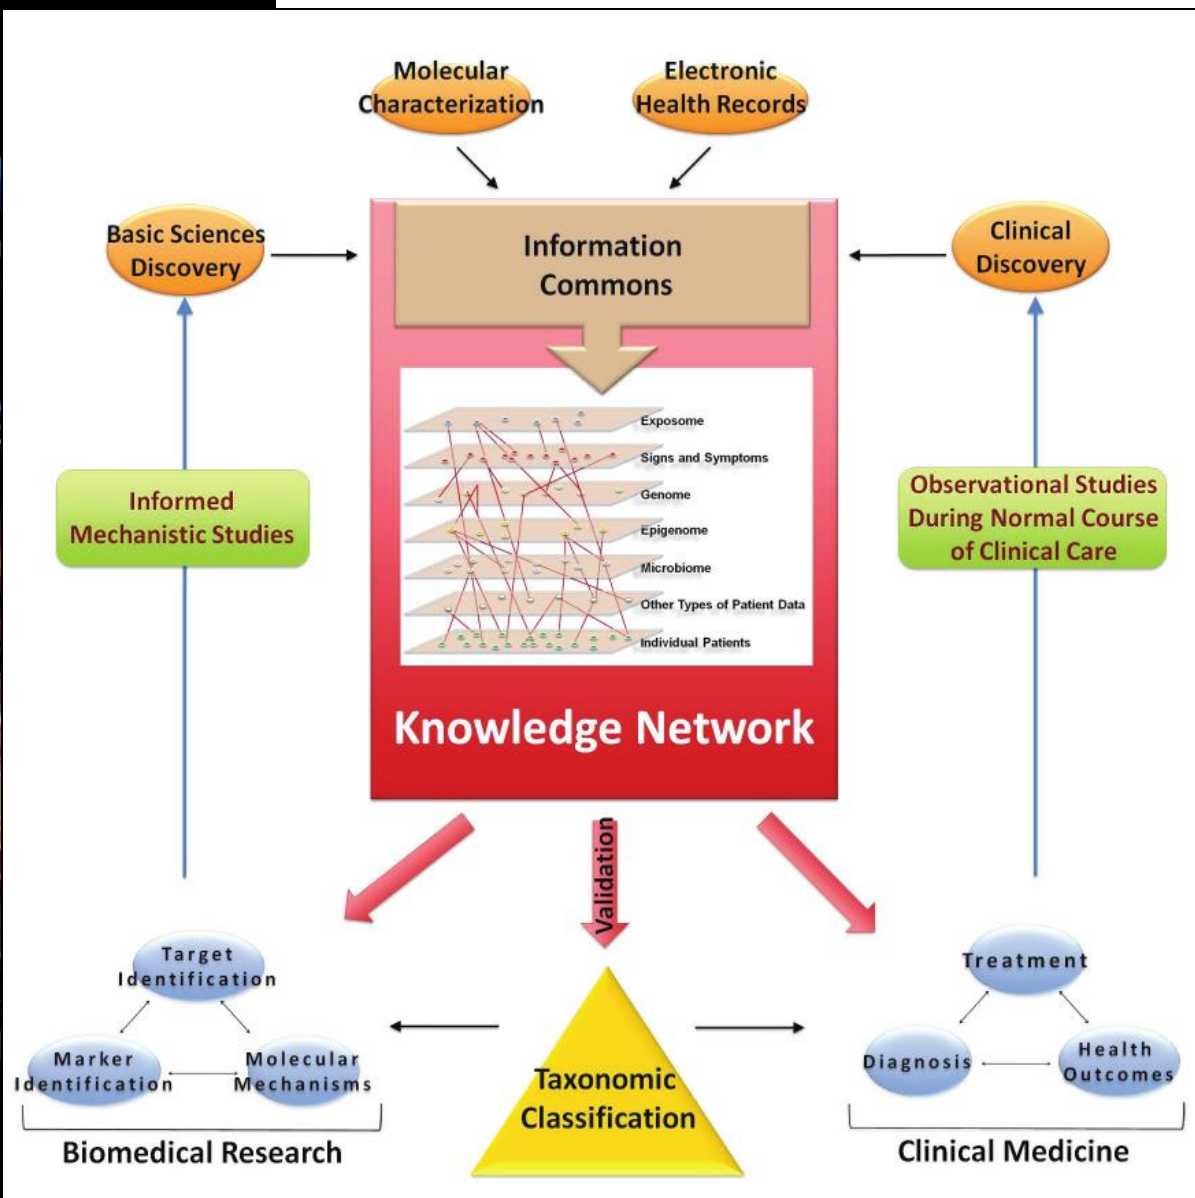 Molecular
Characterization
Electronic
Health Records
Basic Sciences
Discovery
Information
Commons
Clinical
Discovery
Exposome
Signs and Symptoms
Genome
Epigenome
Microbiome
Other Types of Patient Data
Individual Patients
Informed
Mechanistic Studies
Observational Studies
During Normal Course
of Clinical Care
Knowledge Network
Validation
Target
Identification
Marker
Identification
Molecular
Mechanisms
Biomedical Research
Taxonomic
Classification
Treatment
Diagnosis
Health
Outcomes
Clinical Medicine